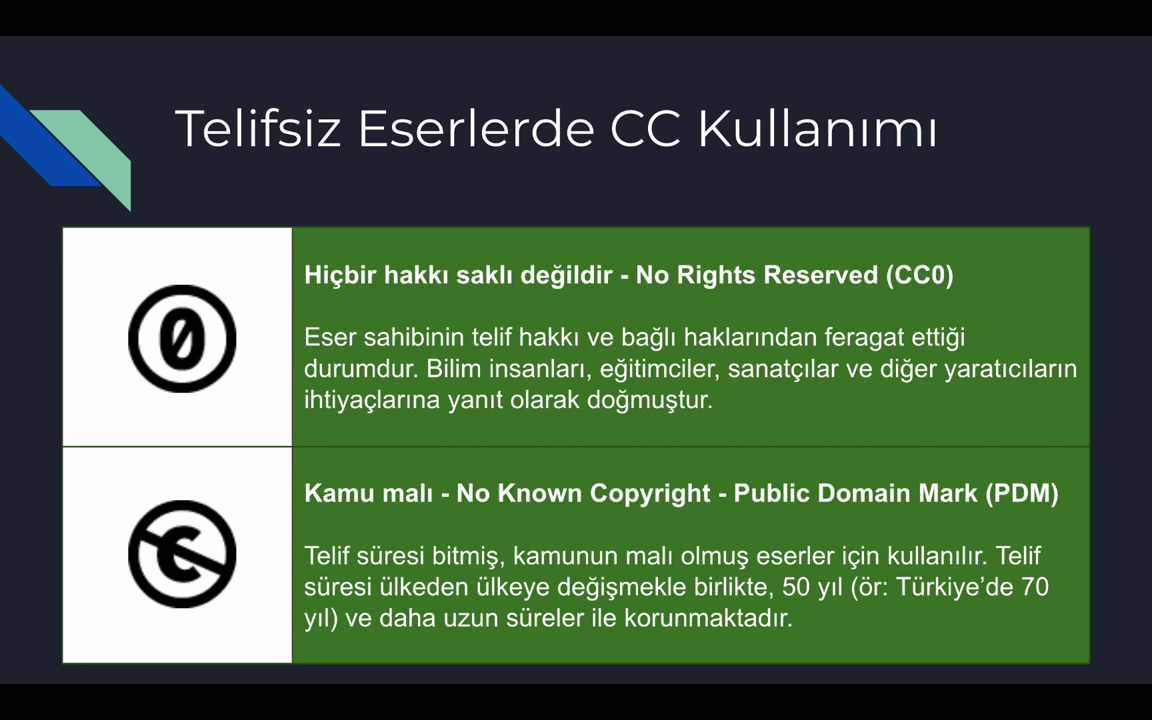 Telifsiz Eserlerde CC Kullanımı
Hiçbir hakkı saklı değildir - No Rights Reserved (CC0)
Eser sahibinin telif hakkı ve bağlı haklarından feragat ettiği
durumdur. Bilim insanları, eğitimciler, sanatçılar ve diğer yaratıcıların
ihtiyaçlarına yanıt olarak doğmuştur.
Kamu malı - No Known Copyright - Public Domain Mark (PDM)
Telif süresi bitmiş, kamunun malı olmuş eserler için kullanılır. Telif
süresi ülkeden ülkeye değişmekle birlikte, 50 yıl (ör: Türkiye’de 70
yıl) ve daha uzun süreler ile korunmaktadır.